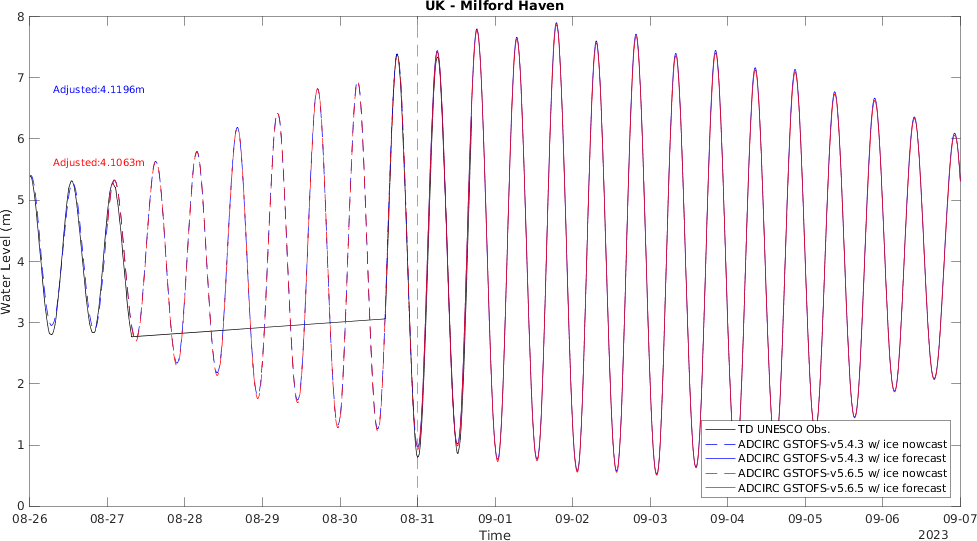 UK - Milford Haven
8
7
6
5
4
3
2
1
0
Water Level (m)
Adjusted:4.1196m
Adjusted:4.1063m
TD UNESCO Obs.
ADCIRC GSTOFS-v5.4.3 w/ ice nowcast
ADCIRC GSTOFS-v5.4.3 w/ ice forecast
ADCIRC GSTOFS-v5.6.5 w/ ice nowcast
ADCIRC GSTOFS-v5.6.5 w/ ice forecast
08-26 08-27 08-28 08-29 08-30 08-31 09-01 09-02 09-03 09-04 09-05 09-06 09-07
Time
2023